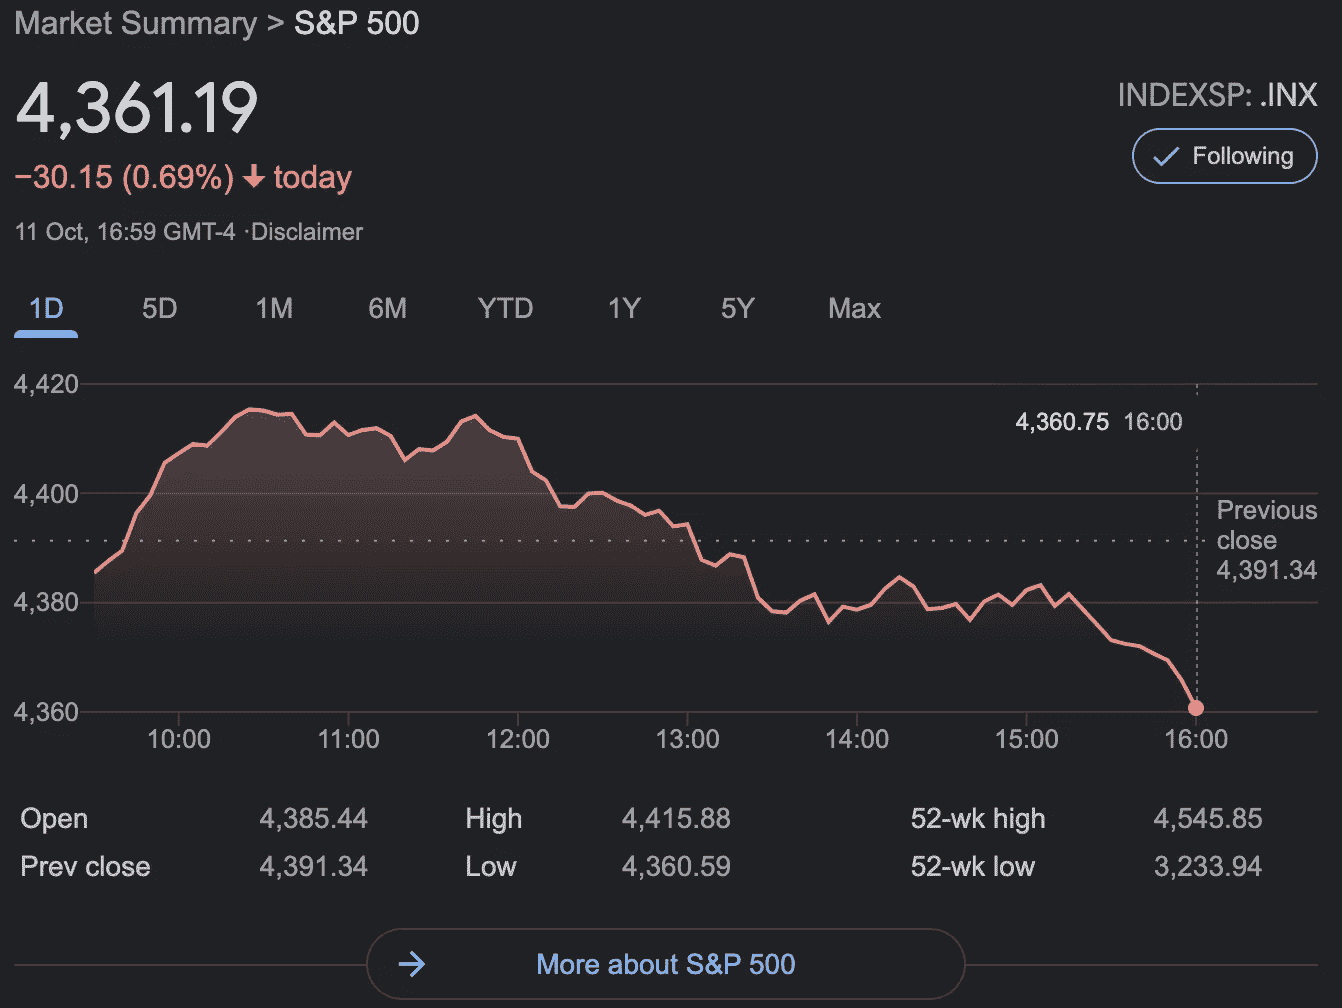 Market Summary > S&P 500
4,361.19
INDEXSP: .INX
−30.15 (0.69%) ↓ today
Following
11 Oct, 16:59 GMT-4 ·Disclaimer
1D 5D 1M 6M YTD 1Y 5Y Max
4,420
4,360.75 16:00
4,400
Previous
close
4,391.34
4,380
4,360
10:00 11:00 12:00 13:00 14:00 15:00 16:00
Open 4,385.44 High 4,415.88 52-wk high 4,545.85
Prev close 4,391.34 Low 4,360.59 52-wk low 3,233.94
More about S&P 500